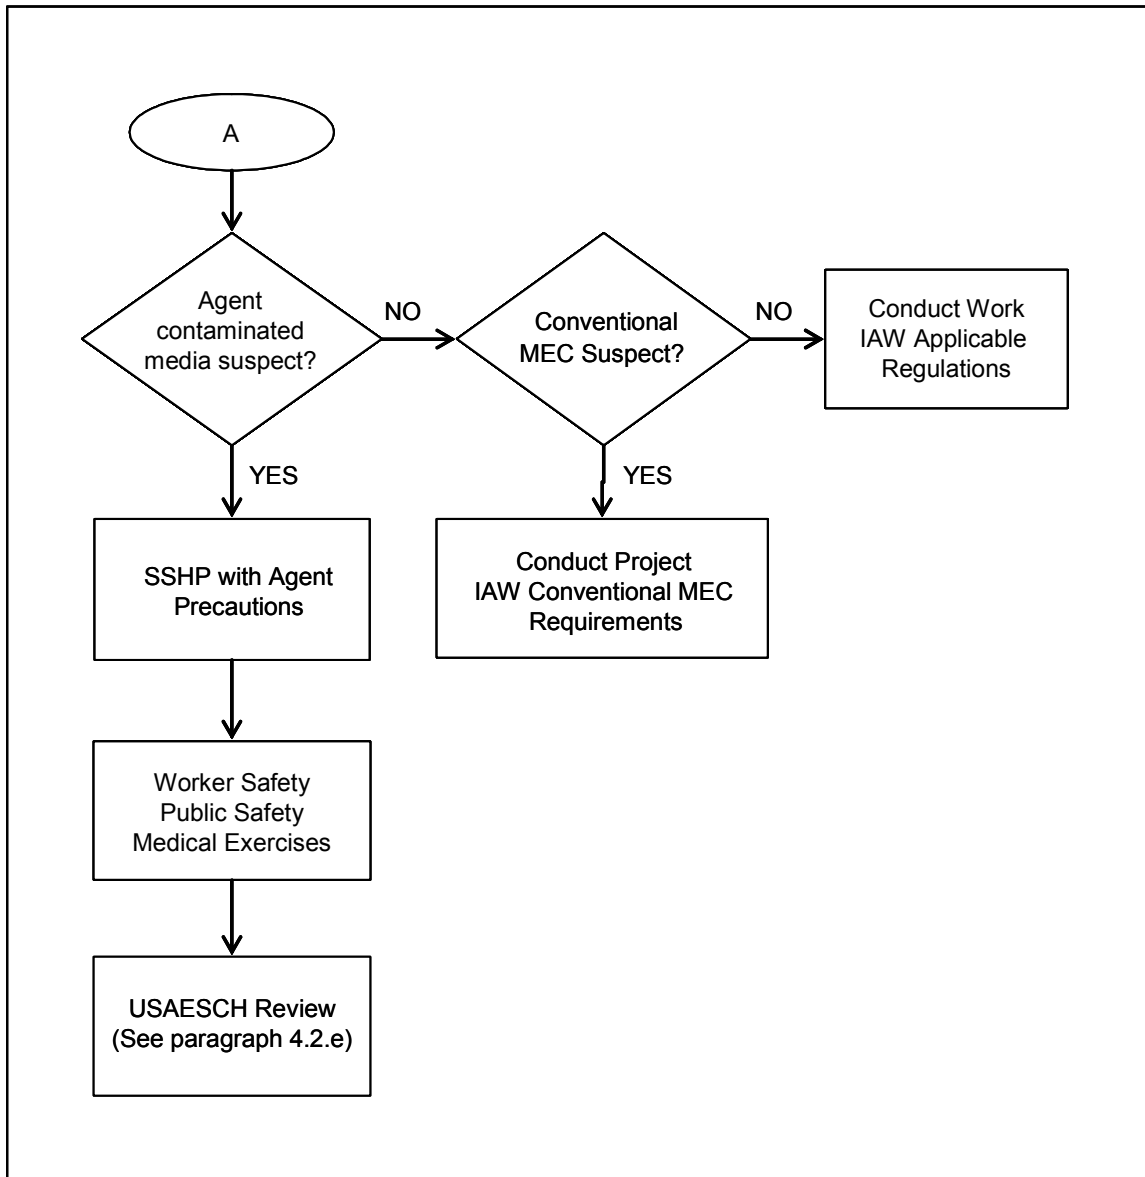 A
Agent
contaminated
media suspect?
NO
Conventional
MEC Suspect?
NO
Conduct Work
IAW Applicable
Regulations
YES
YES
SSHP with Agent
Precautions
Conduct Project
IAW Conventional MEC
Requirements
Worker Safety
Public Safety
Medical Exercises
USAESCH Review
(See paragraph 4.2.e)